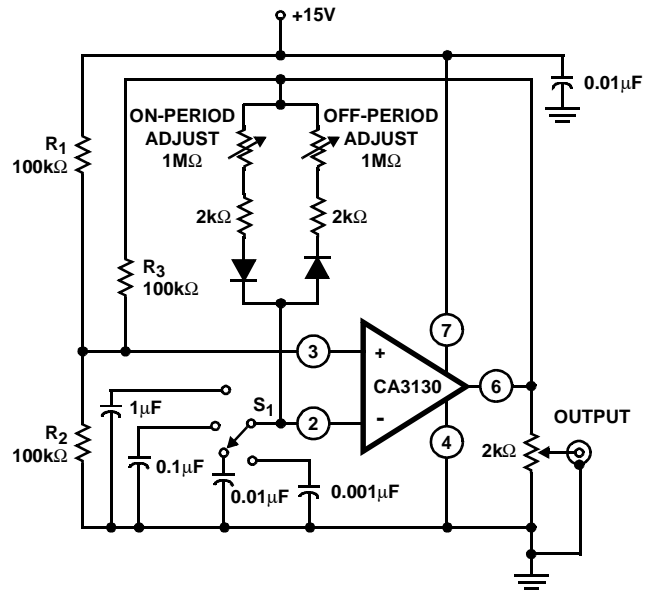 +15V
0.01μF
ON-PERIOD
ADJUST
1MΩ
OFF-PERIOD
ADJUST
1MΩ
R1
100kΩ
2kΩ
2kΩ
R3
100kΩ
7
3
+
CA3130
6
S1
2
-
4
OUTPUT
1μF
R2
100kΩ
0.1μF
0.01μF
0.001μF
2kΩ